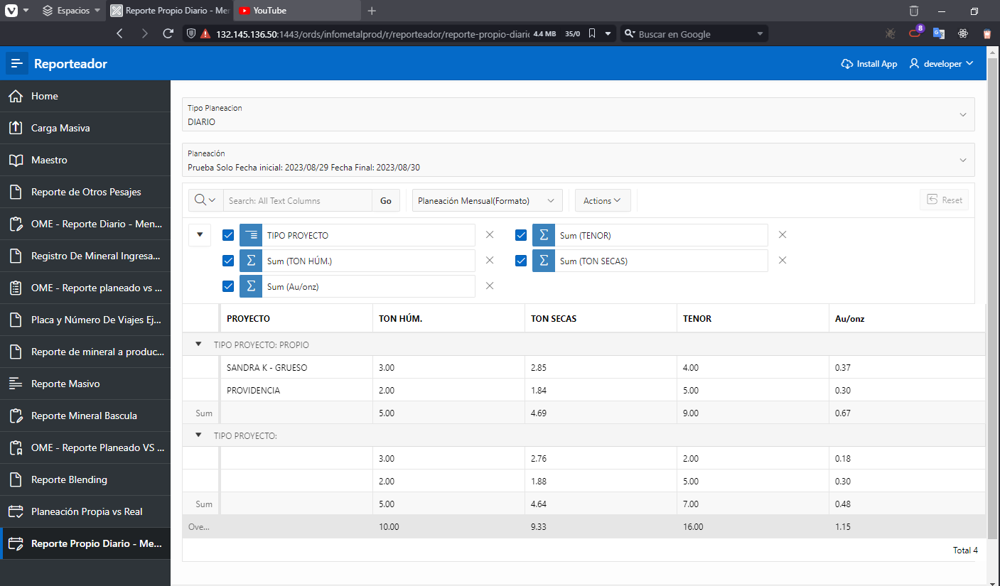 Espacios
Reporte Propio Diario - Men
YouTube
132.145.136.50:1443/ords/infometalprod/r/reporteador/reporte-propio-diario
4.4 MB
35/0
Buscar en Google
8
Reporteador
Install App
developer
Home
Carga Masiva
Maestro
Reporte de Otros Pesajes
OME - Reporte Diario - Men...
Registro De Mineral Ingresa...
OME - Reporte planeado vs ...
Placa y Número De Viajes Ej...
Reporte de mineral a produc...
Reporte Masivo
Reporte Mineral Bascula
OME - Reporte Planeado VS ...
Reporte Blending
Planeación Propia vs Real
Reporte Propio Diario - Me...
Tipo Planeacion
DIARIO
Planeación
Prueba Solo Fecha inicial: 2023/08/29 Fecha Final: 2023/08/30
Search: All Text Columns
Go
Planeación Mensual(Formato)
Actions
Reset
TIPO PROYECTO
Sum (TENOR)
Sum (TON HÚM.)
Sum (TON SECAS)
Sum (Au/onz)
PROYECTO TON HÚM. TON SECAS TENOR Au/onz
TIPO PROYECTO: PROPIO
SANDRA K - GRUESO 3.00 2.85 4.00 0.37
PROVIDENCIA 2.00 1.84 5.00 0.30
Sum 5.00 4.69 9.00 0.67
TIPO PROYECTO:
3.00 2.76 2.00 0.18
2.00 1.88 5.00 0.30
Sum 5.00 4.64 7.00 0.48
Ove... 10.00 9.33 16.00 1.15
Total 4